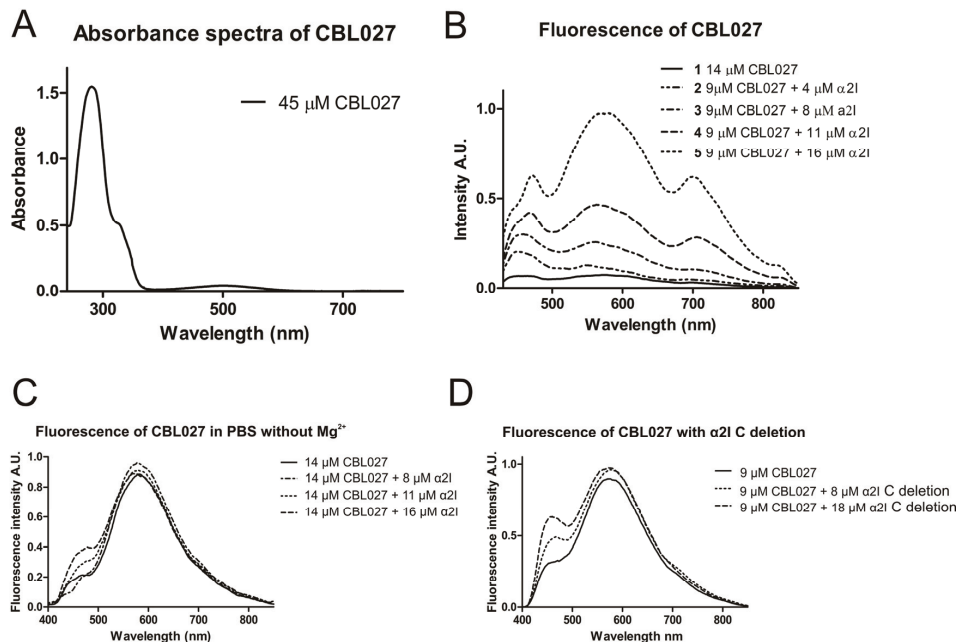 A
Absorbance spectra of CBL027
45 μM CBL027
Absorbance
1.5
1.0
0.5
0.0
300
500
700
Wavelength (nm)
B
Fluorescence of CBL027
1 14 μM CBL027
2 9μM CBL027 + 4 μM α2I
3 9μM CBL027 + 8 μM a2I
4 9 μM CBL027 + 11 μM α2I
5 9 μM CBL027 + 16 μM α2I
Intensity A.U.
1.0
0.5
0.0
500
600
700
800
Wavelength (nm)
C
Fluorescence of CBL027 in PBS without Mg²⁺
14 μM CBL027
14 μM CBL027 + 8 μM α2I
14 μM CBL027 + 11 μM α2I
14 μM CBL027 + 16 μM α2I
Fluorescence intensity A.U.
1.0
0.8
0.6
0.4
0.2
0.0
400
500
600
700
800
Wavelength (nm)
D
Fluorescence of CBL027 with α2I C deletion
9 μM CBL027
9 μM CBL027 + 8 μM α2I C deletion
9 μM CBL027 + 18 μM α2I C deletion
Fluorescence intensity A.U.
1.0
0.5
0.0
400
500
600
700
800
Wavelength nm